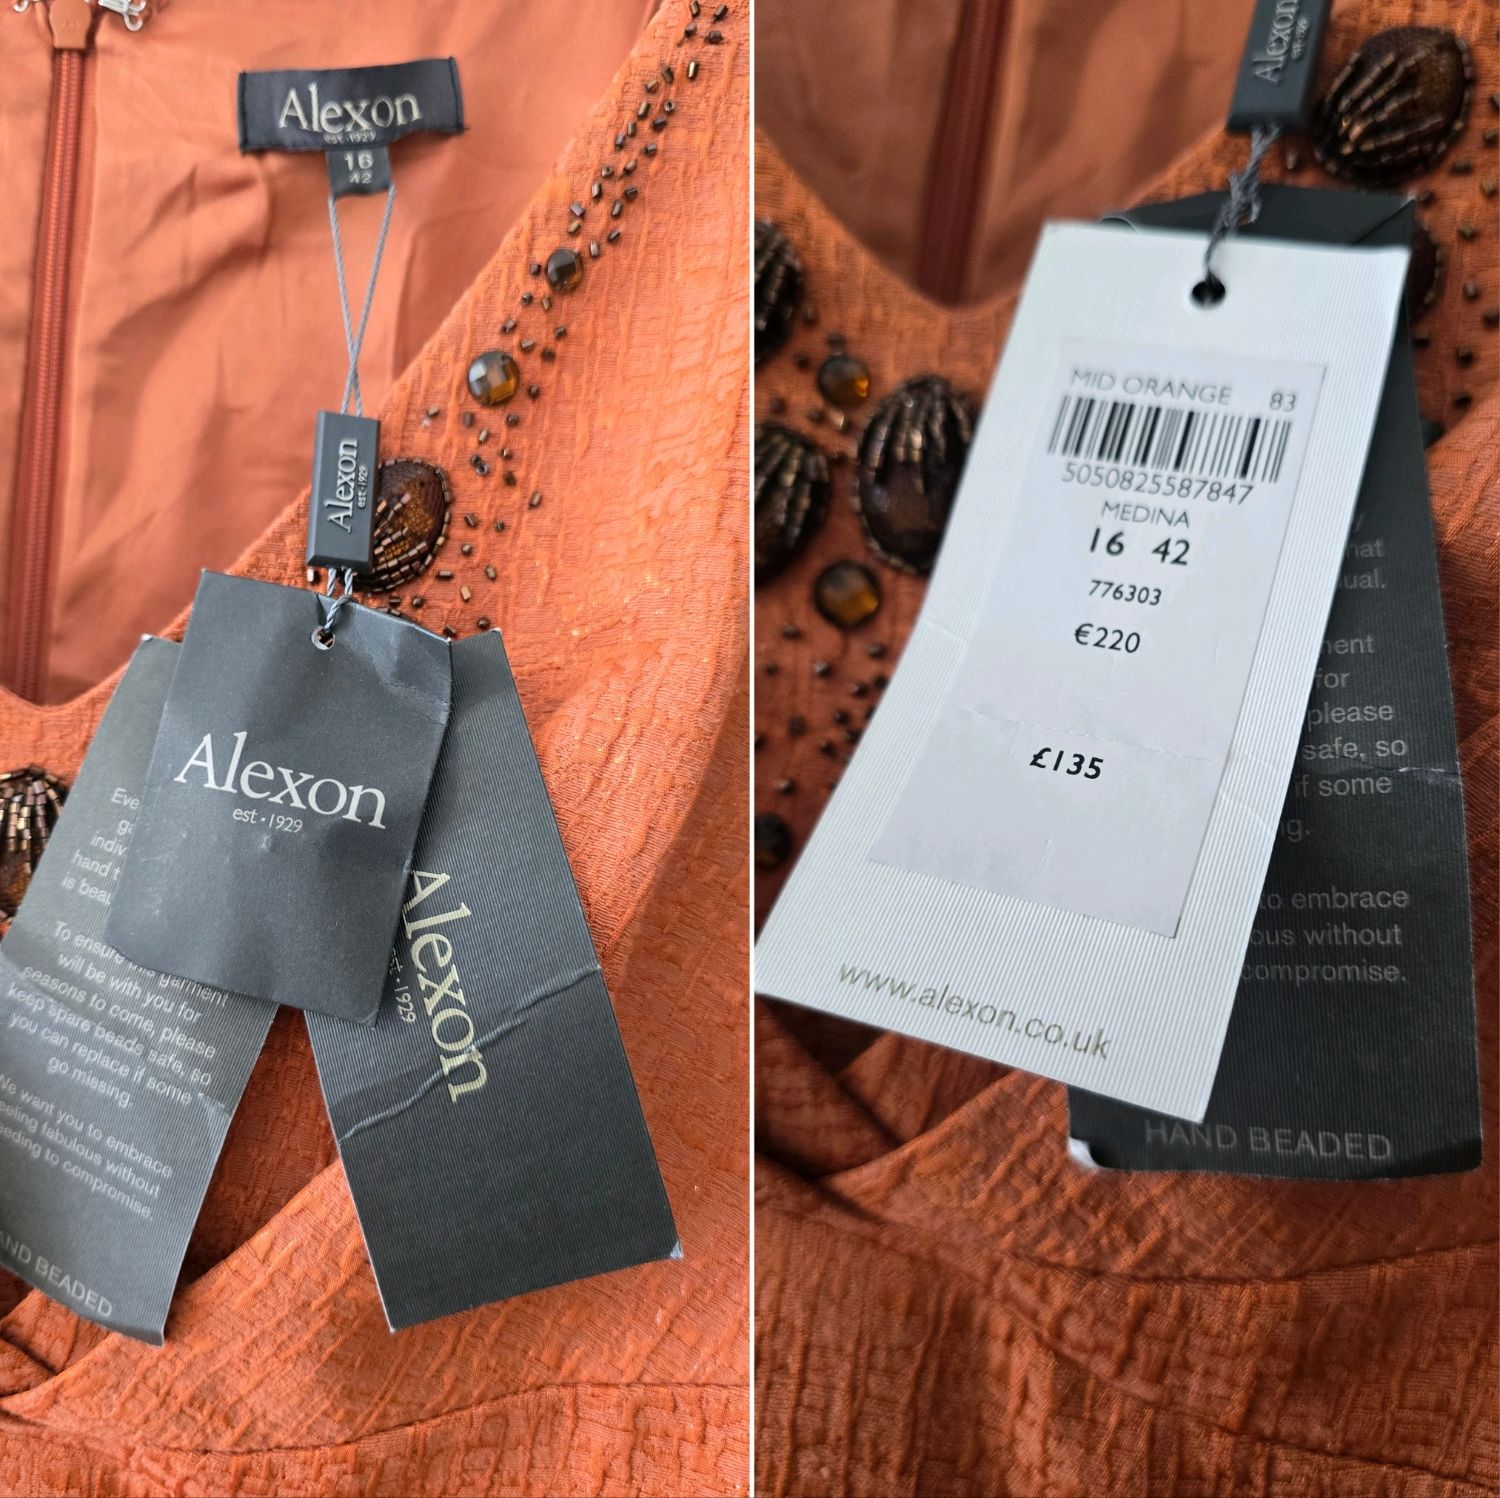 Alexon
est·1929
16
42
Alexon
est·1929
Alexon
est·1929
Alexon
est·1929
To ensure this garment
will be with you for
seasons to come, please
keep spare beads safe, so
you can replace if some
go missing.
We want you to embrace
feeling fabulous without
needing to compromise.
HAND BEADED
Alexon
est·1929
MID ORANGE 83
5050825587847
MEDINA
16 42
776303
€220
£135
www.alexon.co.uk
for
please
safe, so
if some
to embrace
without
compromise.
HAND BEADED